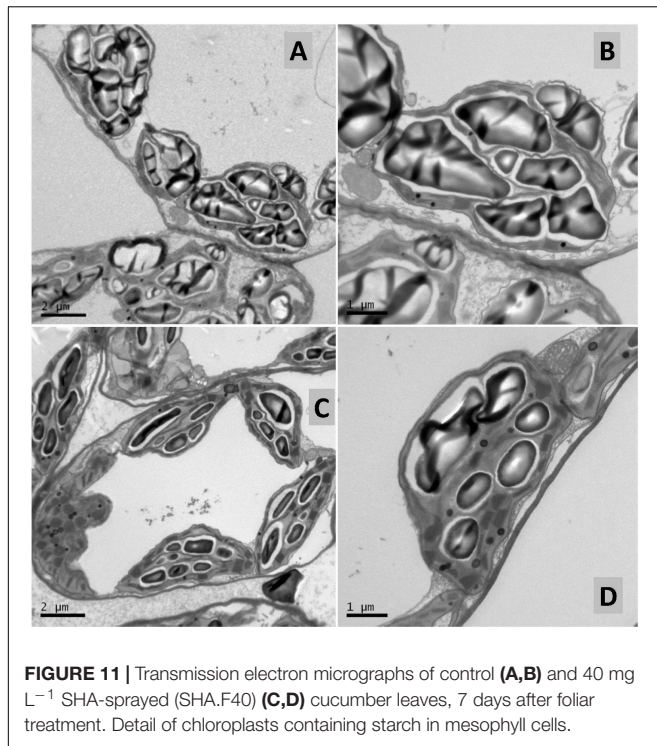 A
B
2 µm
1 µm
C
D
2 µm
1 µm
FIGURE 11 | Transmission electron micrographs of control (A,B) and 40 mg
L−1 SHA-sprayed (SHA.F40) (C,D) cucumber leaves, 7 days after foliar
treatment. Detail of chloroplasts containing starch in mesophyll cells.